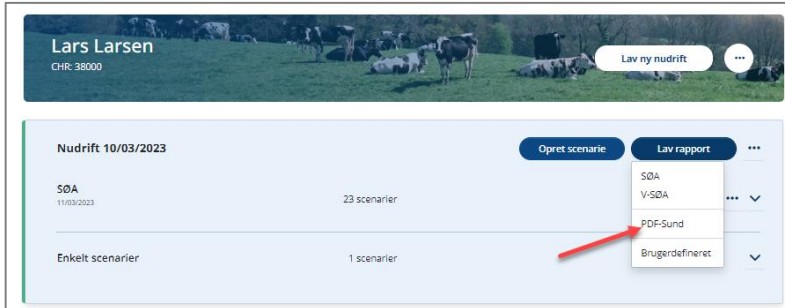 Lars Larsen
CHR: 38000
Lav ny nudrift
Nudrift 10/03/2023
Opret scenarie
Lav rapport
SØA
V-SØA
PDF-Sund
Brugerdefineret
SØA
11/03/2023
23 scenarier
Enkelt scenarier
1 scenarier